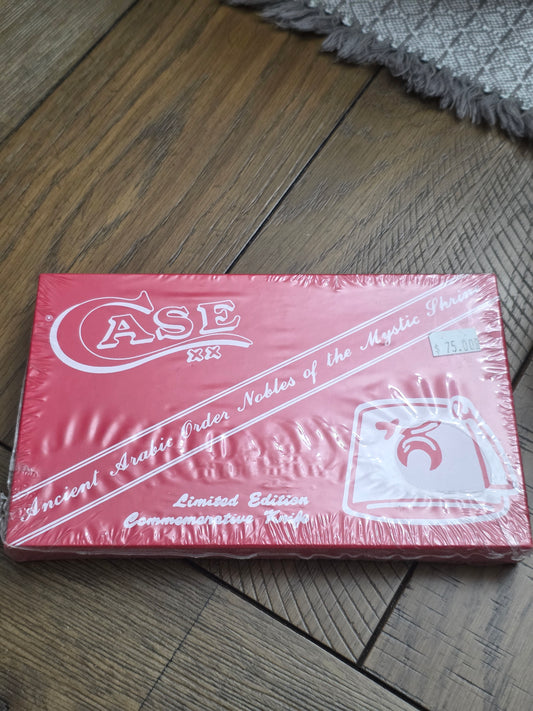 CASE
XX
®
$ 75.00
Ancient Arabic Order Nobles of the Mystic Shrine
Limited Edition
Commemorative Knife